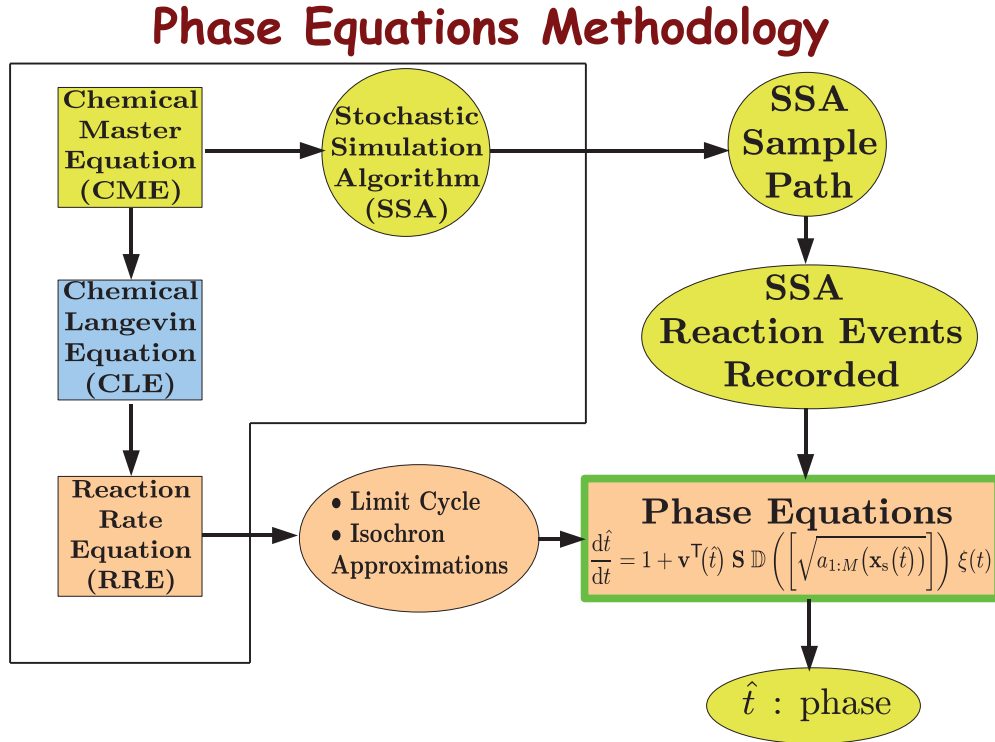 Phase Equations Methodology
Chemical
Master
Equation
(CME)
Stochastic
Simulation
Algorithm
(SSA)
SSA
Sample
Path
Chemical
Langevin
Equation
(CLE)
SSA
Reaction Events
Recorded
Reaction
Rate
Equation
(RRE)
• Limit Cycle
• Isochron
Approximations
Phase Equations
dt̂/dt = 1 + v^T(t̂) S 𝔻 ([√(a_{1:M}(x_s(t̂)))]) ξ(t)
t̂ : phase